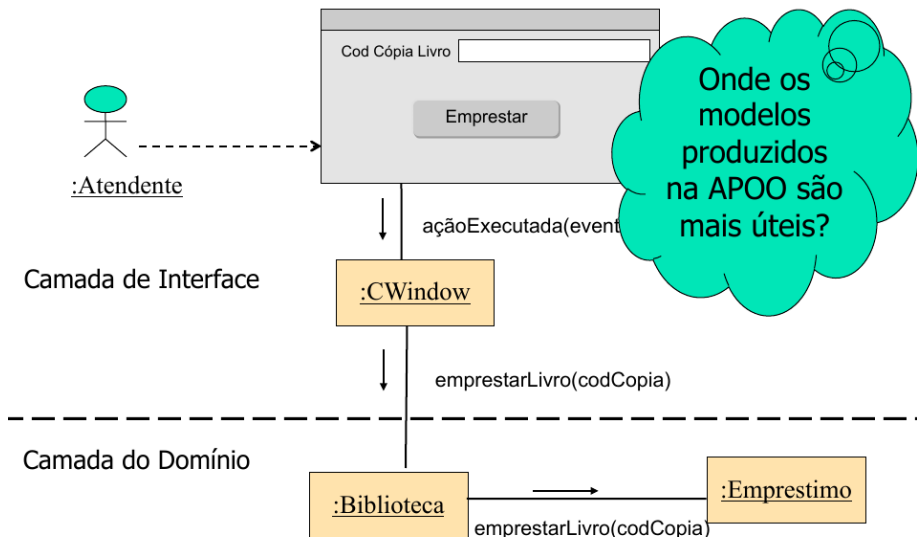 Cod Cópia Livro
Emprestar
Onde os
modelos
produzidos
na APOO são
mais úteis?
:Atendente
açãoExecutada(event
Camada de Interface
:CWindow
emprestarLivro(codCopia)
Camada do Domínio
:Biblioteca
:Emprestimo
emprestarLivro(codCopia)